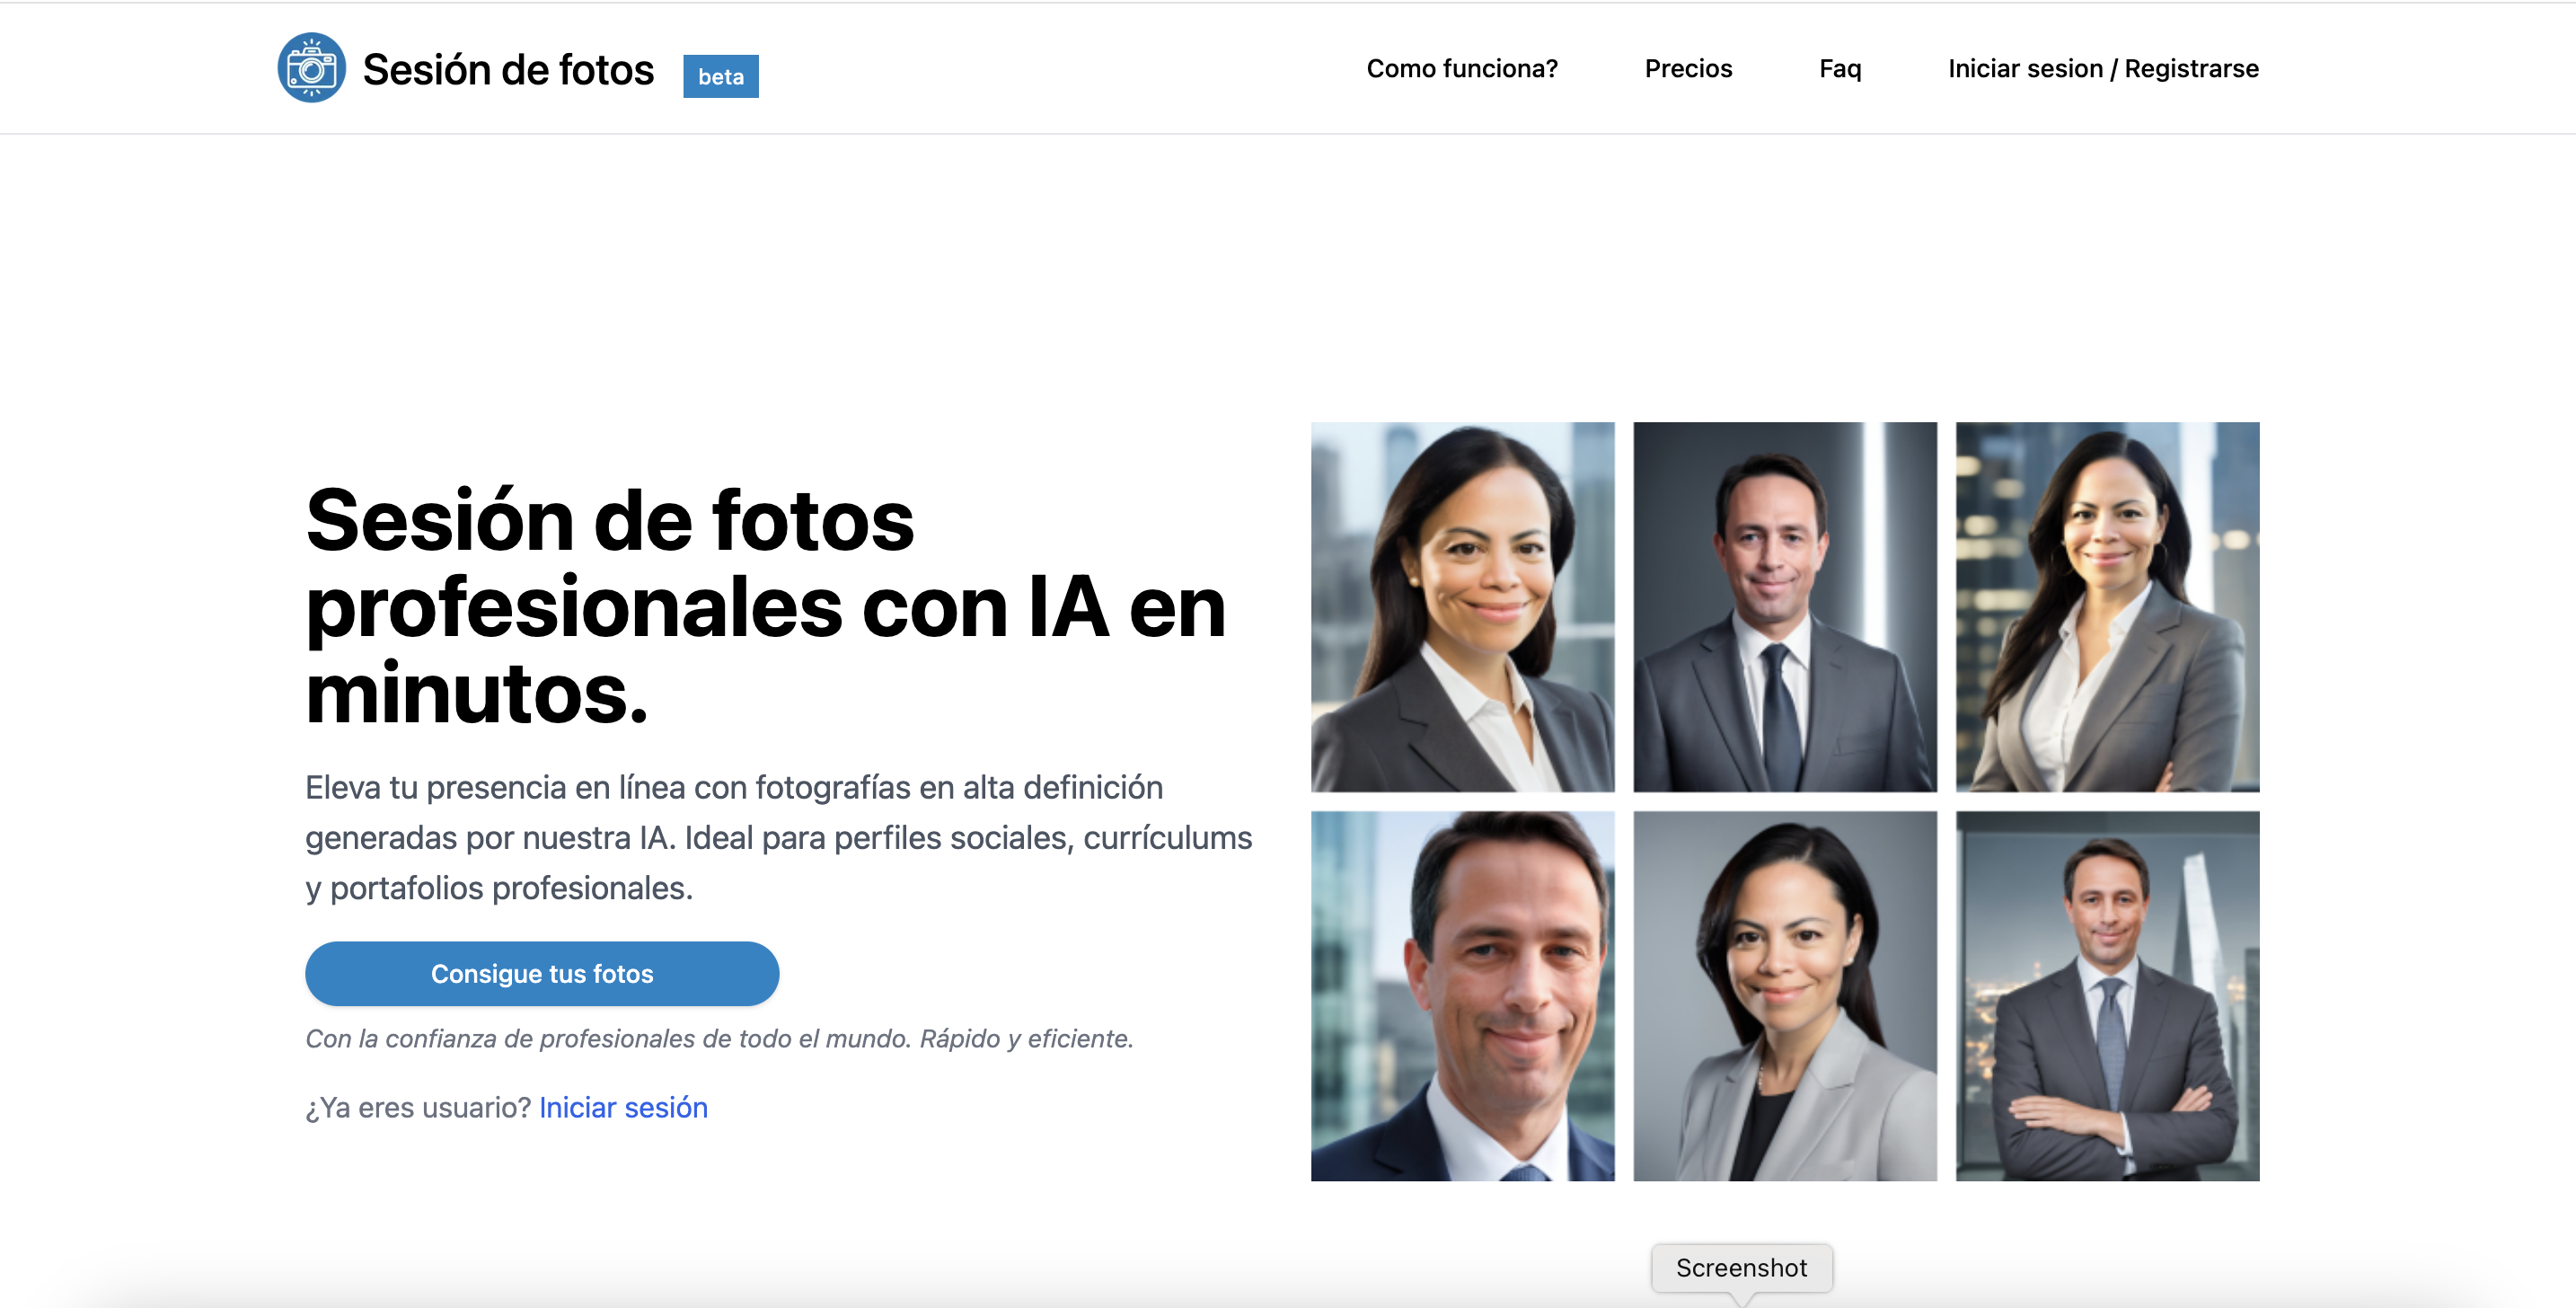 Sesión de fotos
beta
Como funciona?
Precios
Faq
Iniciar sesion / Registrarse
Sesión de fotos
profesionales con IA en
minutos.
Eleva tu presencia en línea con fotografías en alta definición
generadas por nuestra IA. Ideal para perfiles sociales, currículums
y portafolios profesionales.
Consigue tus fotos
Con la confianza de profesionales de todo el mundo. Rápido y eficiente.
¿Ya eres usuario? Iniciar sesión
Screenshot